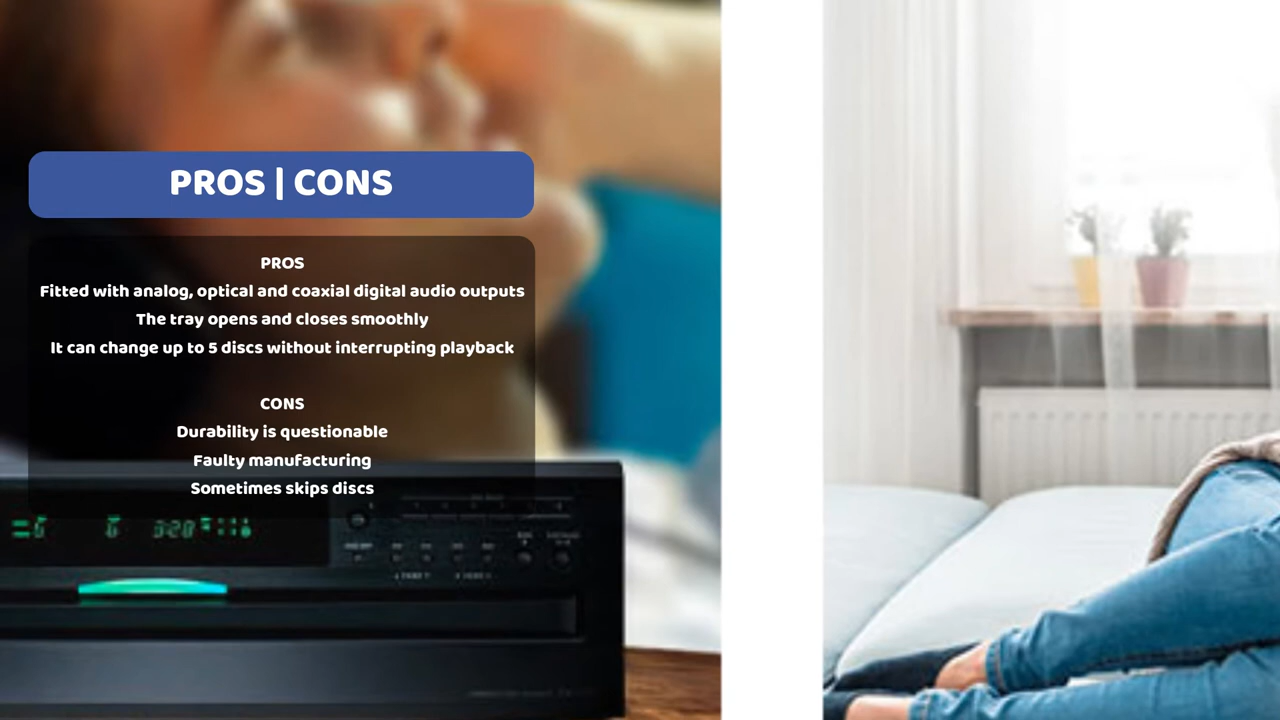 PROS | CONS
PROS
Fitted with analog, optical and coaxial digital audio outputs
The tray opens and closes smoothly
It can change up to 5 discs without interrupting playback
CONS
Durability is questionable
Faulty manufacturing
Sometimes skips discs